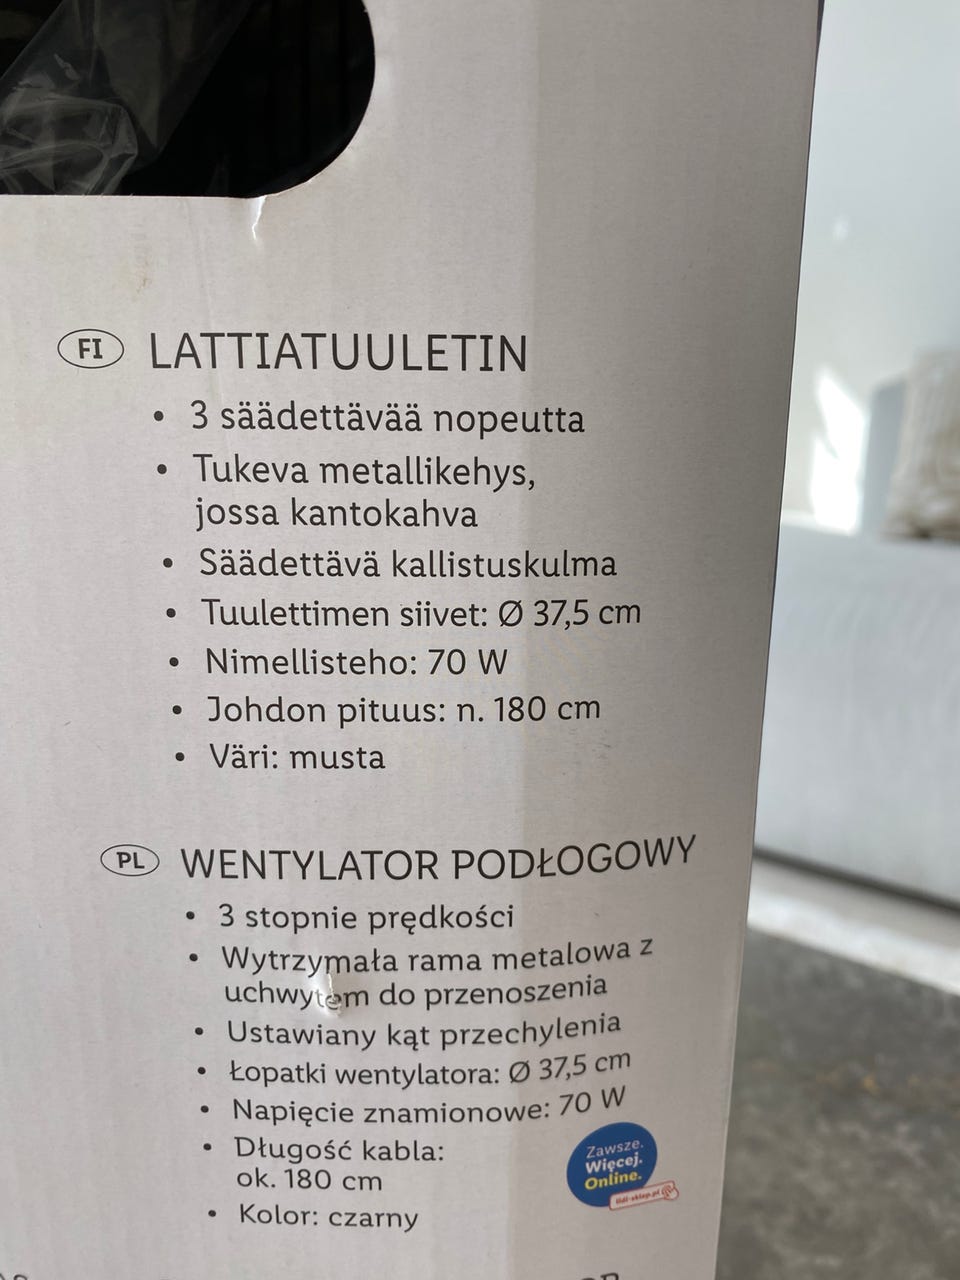 FI LATTIATUULETIN
• 3 säädettävää nopeutta
• Tukeva metallikehys,
jossa kantokahva
• Säädettävä kallistuskulma
• Tuulettimen siivet: Ø 37,5 cm
• Nimellisteho: 70 W
• Johdon pituus: n. 180 cm
• Väri: musta
PL WENTYLATOR PODŁOGOWY
• 3 stopnie prędkości
• Wytrzymała rama metalowa z
uchwytem do przenoszenia
• Ustawiany kąt przechylenia
• Łopatki wentylatora: Ø 37,5 cm
• Napięcie znamionowe: 70 W
• Długość kabla:
ok. 180 cm
• Kolor: czarny
Zawsze.
Więcej.
Online.
lidl-sklep.pl